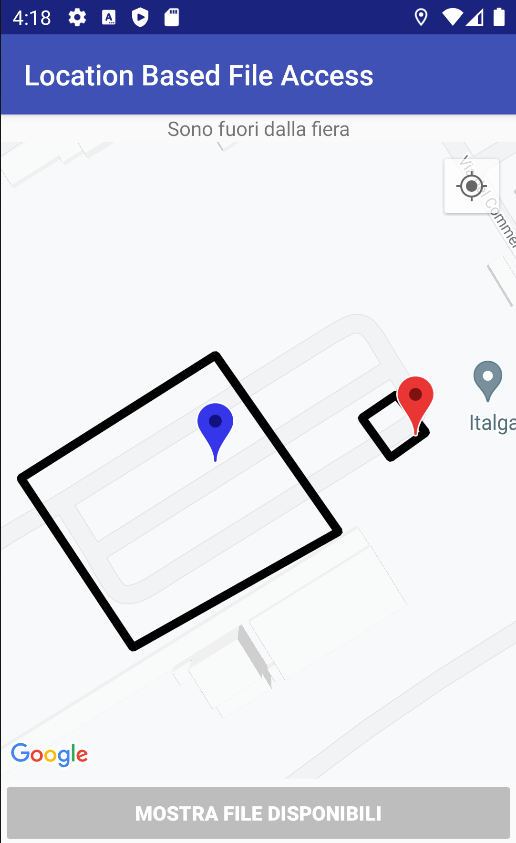 4:18
Location Based File Access
Sono fuori dalla fiera
Italga
Google
MOSTRA FILE DISPONIBILI